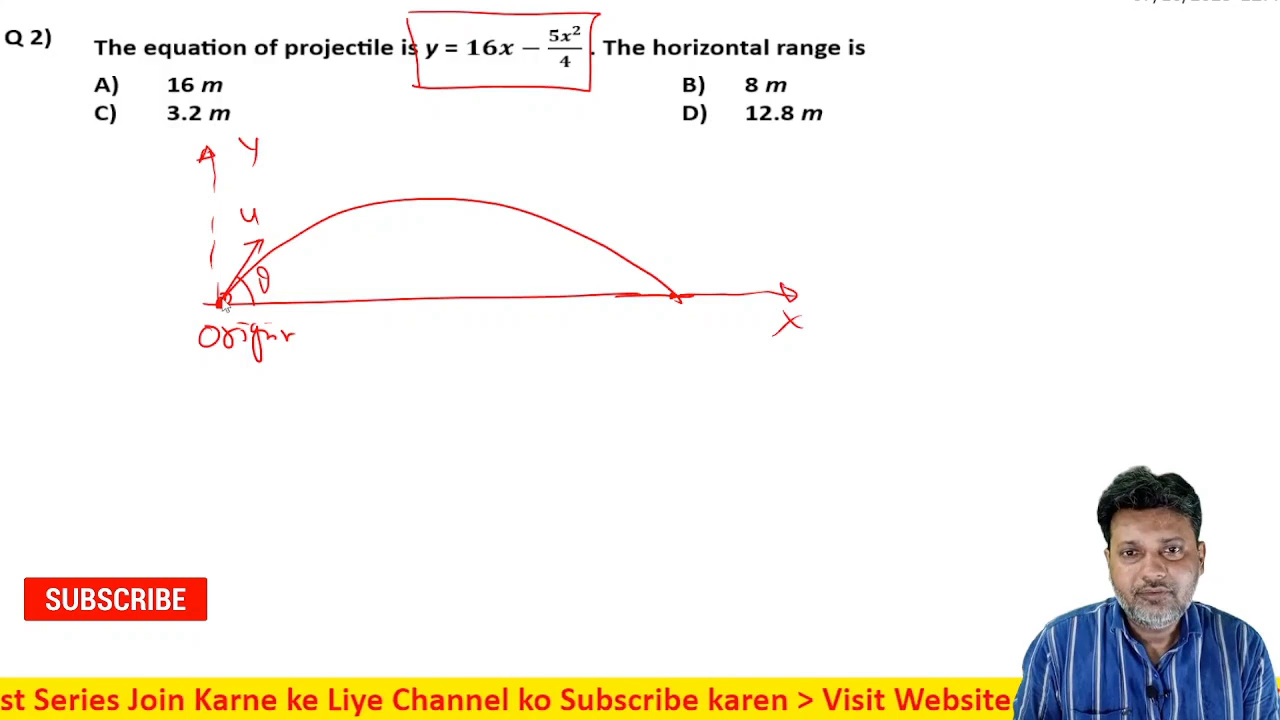 Q 2) The equation of projectile is y = 16x − 5x²/4. The horizontal range is
A) 16 m B) 8 m
C) 3.2 m D) 12.8 m
Y
u
θ
Origin
X
SUBSCRIBE
st Series Join Karne ke Liye Channel ko Subscribe karen > Visit Website